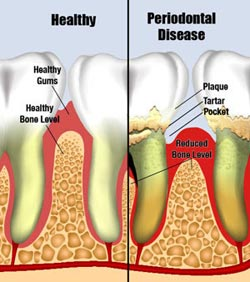 Healthy
Healthy
Gums
Healthy
Bone Level
Periodontal
Disease
Plaque
Tartar
Pocket
Reduced
Bone Level